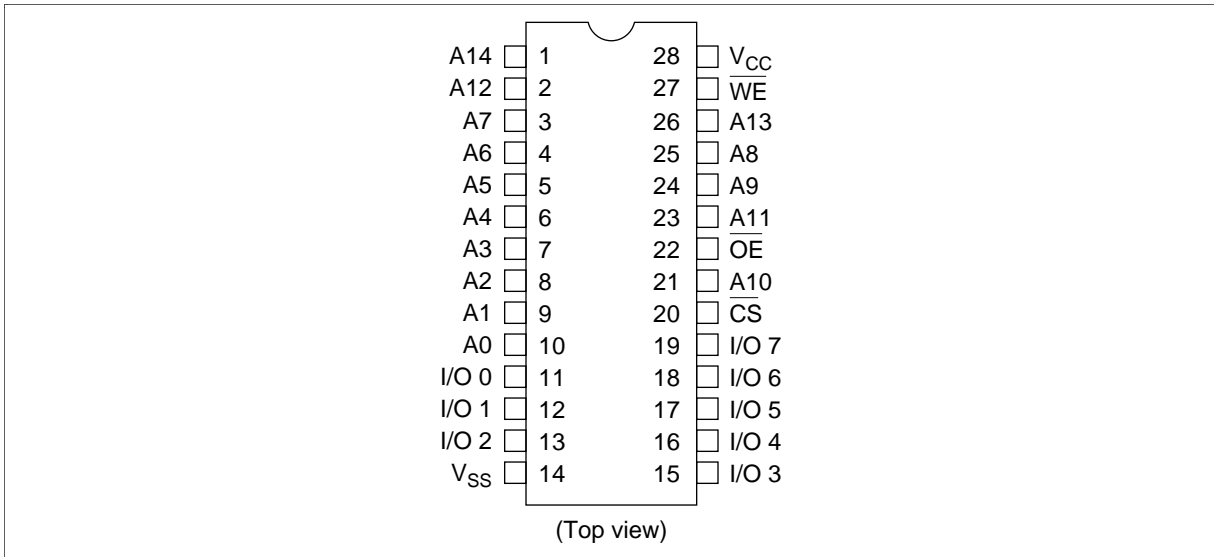 A14 1 28 VCC
A12 2 27 WE
A7 3 26 A13
A6 4 25 A8
A5 5 24 A9
A4 6 23 A11
A3 7 22 OE
A2 8 21 A10
A1 9 20 CS
A0 10 19 I/O 7
I/O 0 11 18 I/O 6
I/O 1 12 17 I/O 5
I/O 2 13 16 I/O 4
VSS 14 15 I/O 3
(Top view)